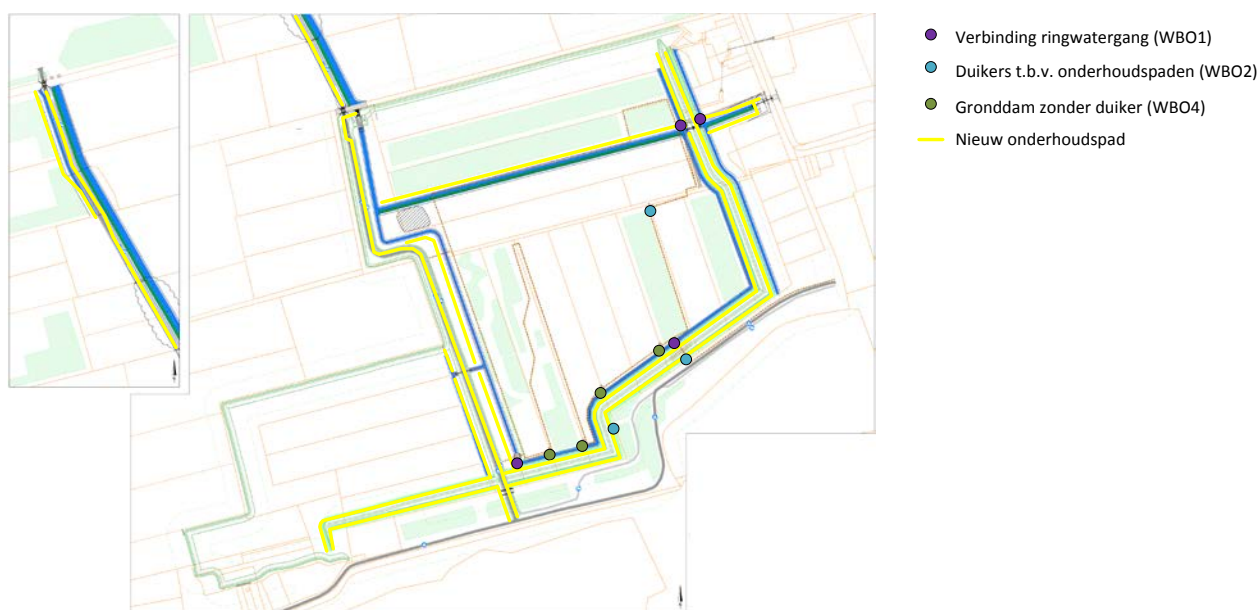 Verbinding ringwatergang (WBO1)
Duikers t.b.v. onderhoudspaden (WBO2)
Gronddam zonder duiker (WBO4)
Nieuw onderhoudspad